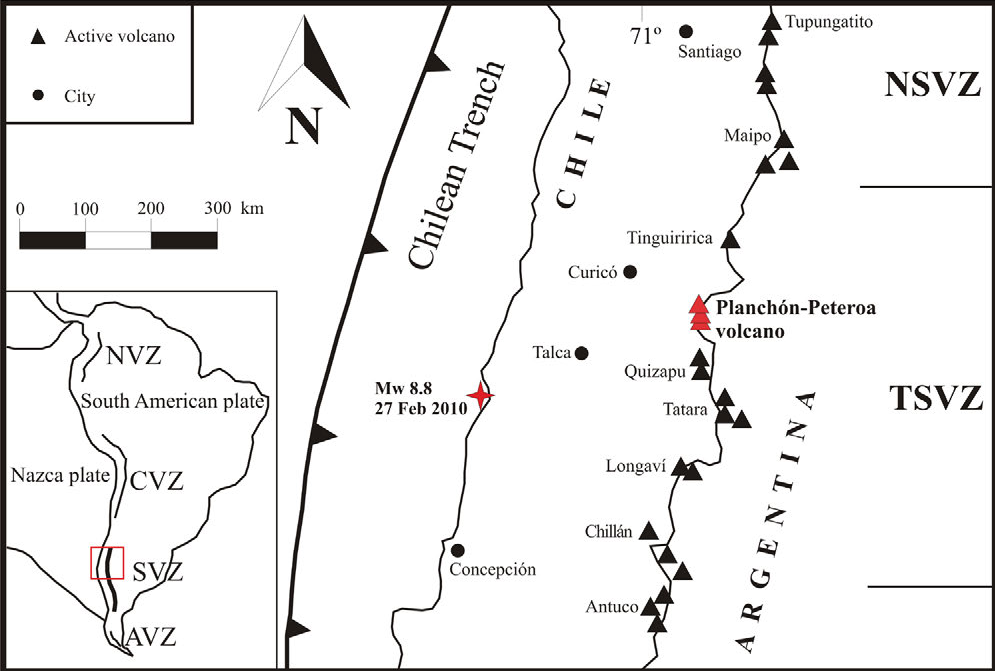 Active volcano
City
N
0 100 200 300 km
Chilean Trench
CHILE
71º
Santiago
Tupungatito
NSVZ
Maipo
Tinguiririca
Curicó
Planchón-Peteroa
volcano
Talca
Quizapu
Mw 8.8
27 Feb 2010
Tatara
TSVZ
ARGENTINA
Longaví
Chillán
Concepción
Antuco
NVZ
South American plate
Nazca plate
CVZ
SVZ
AVZ